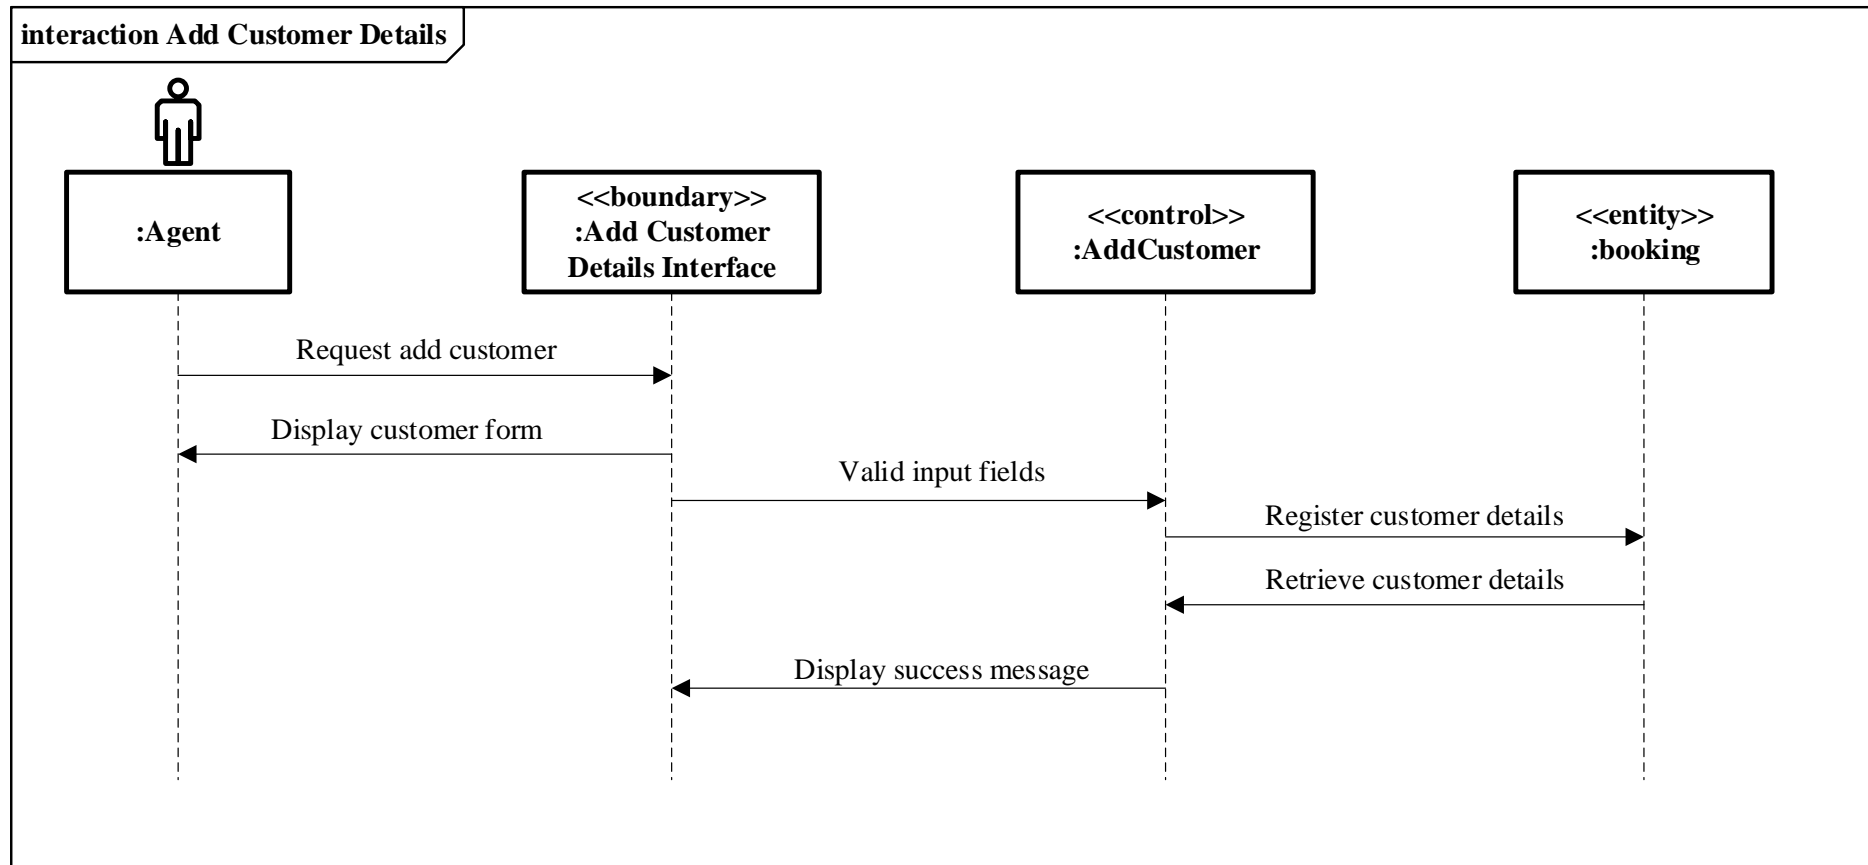 interaction Add Customer Details
:Agent
<<boundary>>
:Add Customer
Details Interface
<<control>>
:AddCustomer
<<entity>>
:booking
Request add customer
Display customer form
Valid input fields
Register customer details
Retrieve customer details
Display success message